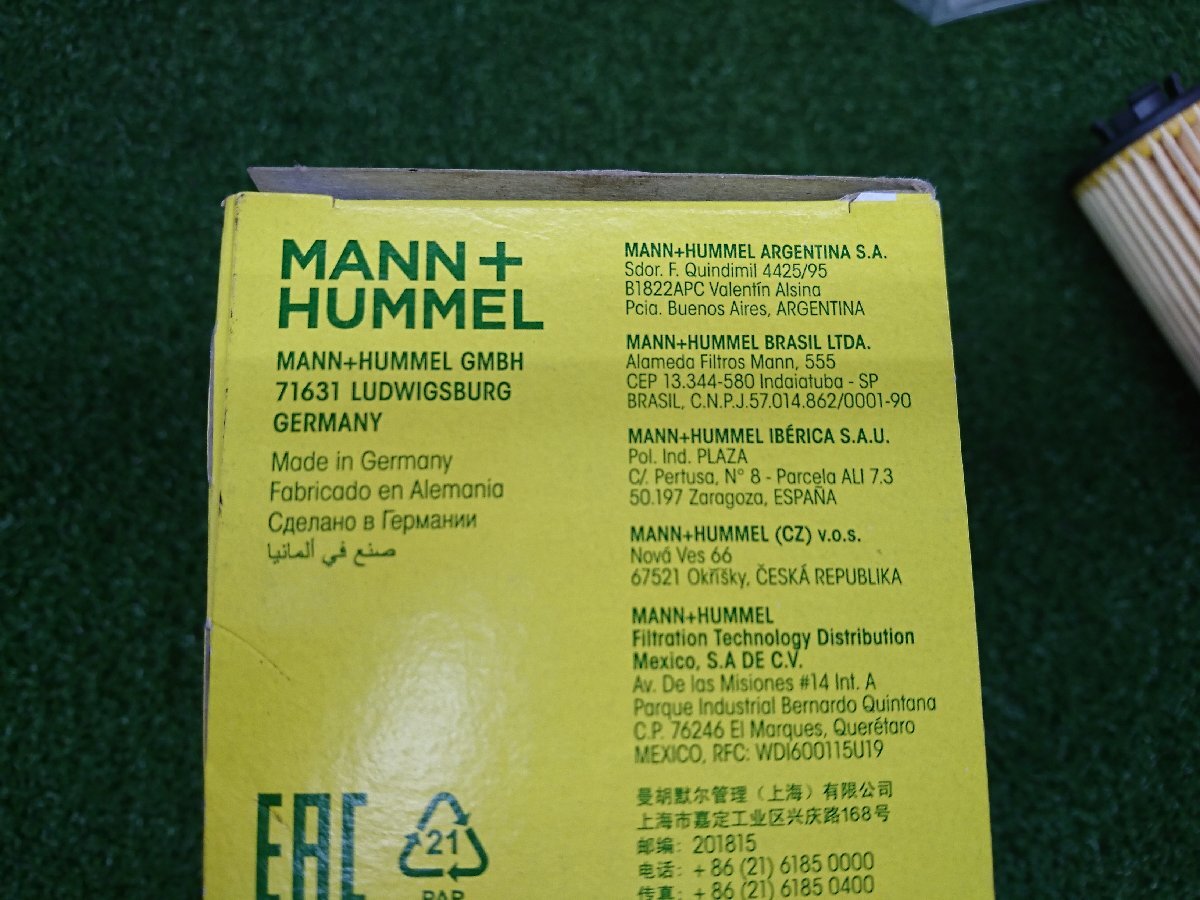 MANN+
HUMMEL
MANN+HUMMEL GMBH
71631 LUDWIGSBURG
GERMANY
Made in Germany
Fabricado en Alemania
Сделано в Германии
صنع في ألمانيا
EAC
21
PAP
MANN+HUMMEL ARGENTINA S.A.
Sdor. F. Quindimil 4425/95
B1822APC Valentín Alsina
Pcia. Buenos Aires, ARGENTINA
MANN+HUMMEL BRASIL LTDA.
Alameda Filtros Mann, 555
CEP 13.344-580 Indaiatuba - SP
BRASIL, C.N.P.J.57.014.862/0001-90
MANN+HUMMEL IBÉRICA S.A.U.
Pol. Ind. PLAZA
C/. Pertusa, N° 8 - Parcela ALI 7.3
50.197 Zaragoza, ESPAÑA
MANN+HUMMEL (CZ) v.o.s.
Nová Ves 66
67521 Okříšky, ČESKÁ REPUBLIKA
MANN+HUMMEL
Filtration Technology Distribution
Mexico, S.A DE C.V.
Av. De las Misiones #14 Int. A
Parque Industrial Bernardo Quintana
C.P. 76246 El Marques, Querétaro
MEXICO, RFC: WDI600115U19
曼胡默尔管理（上海）有限公司
上海市嘉定工业区兴庆路168号
邮编: 201815
电话: + 86 (21) 6185 0000
传真: + 86 (21) 6185 0400